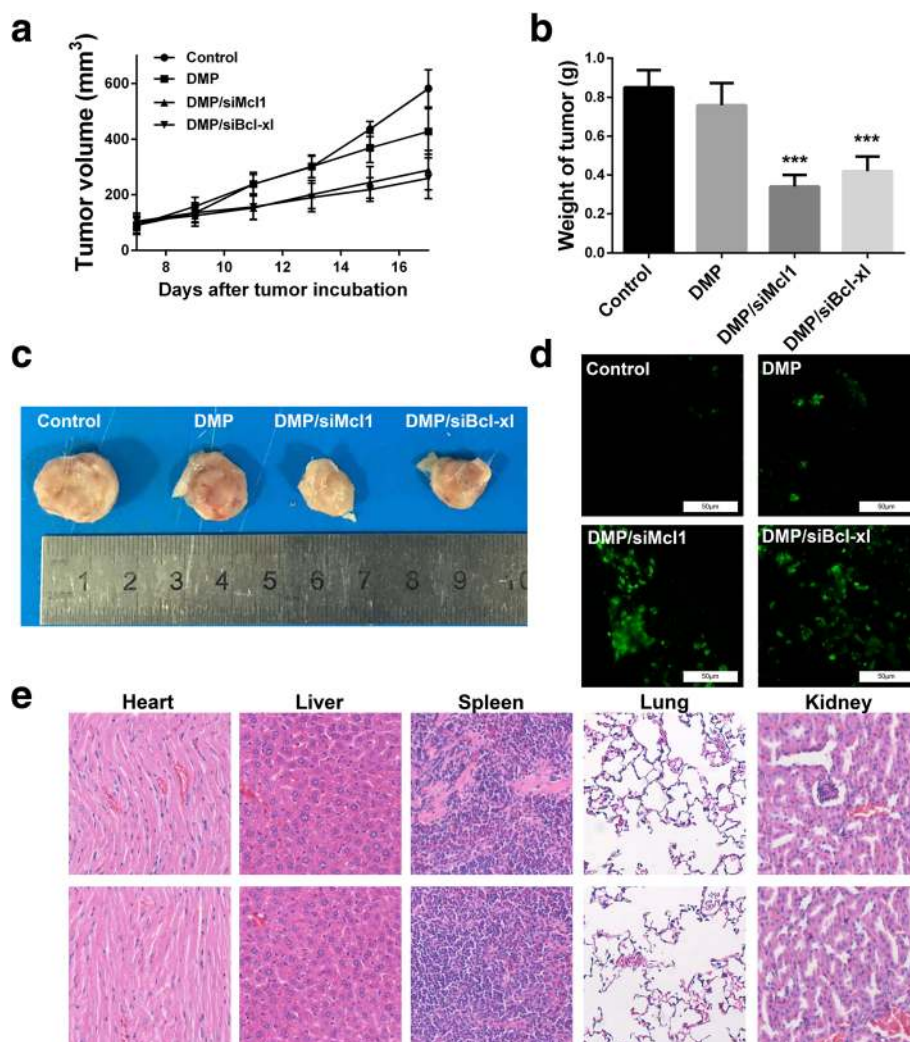 a
Tumor volume (mm³)
600
400
200
0
8 10 12 14 16
Days after tumor incubation
Control
DMP
DMP/siMcl1
DMP/siBcl-xl
b
Weight of tumor (g)
1.0
0.8
0.6
0.4
0.2
0.0
*** ***
Control DMP DMP/siMcl1 DMP/siBcl-xl
c
Control DMP DMP/siMcl1 DMP/siBcl-xl
1 2 3 4 5 6 7 8 9 10
d
Control DMP
50μm 50μm
DMP/siMcl1 DMP/siBcl-xl
50μm 50μm
e
Heart Liver Spleen Lung Kidney